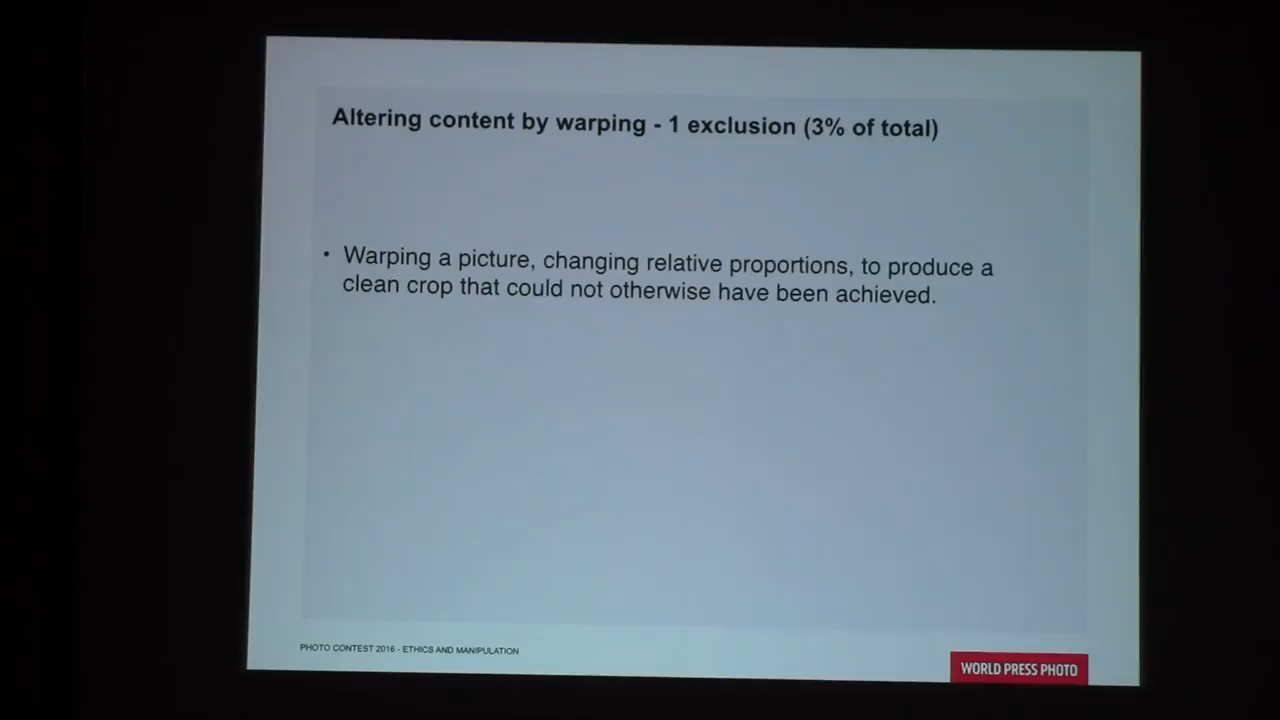 Altering content by warping - 1 exclusion (3% of total)
• Warping a picture, changing relative proportions, to produce a
clean crop that could not otherwise have been achieved.
PHOTO CONTEST 2016 - ETHICS AND MANIPULATION
WORLD PRESS PHOTO